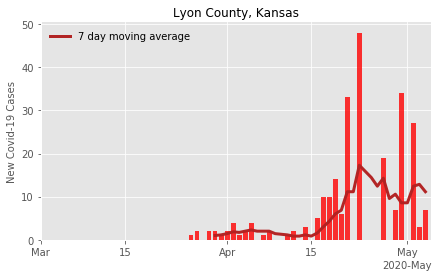 Lyon County, Kansas
7 day moving average
New Covid-19 Cases
50
40
30
20
10
0
Mar
15
Apr
15
May
2020-May